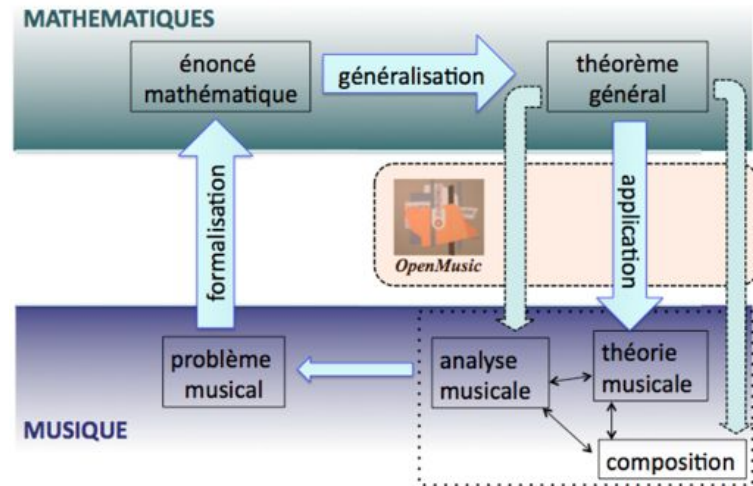 MATHEMATIQUES
énoncé
mathématique
généralisation
théorème
général
formalisation
application
OpenMusic
problème
musical
analyse
musicale
théorie
musicale
composition
MUSIQUE